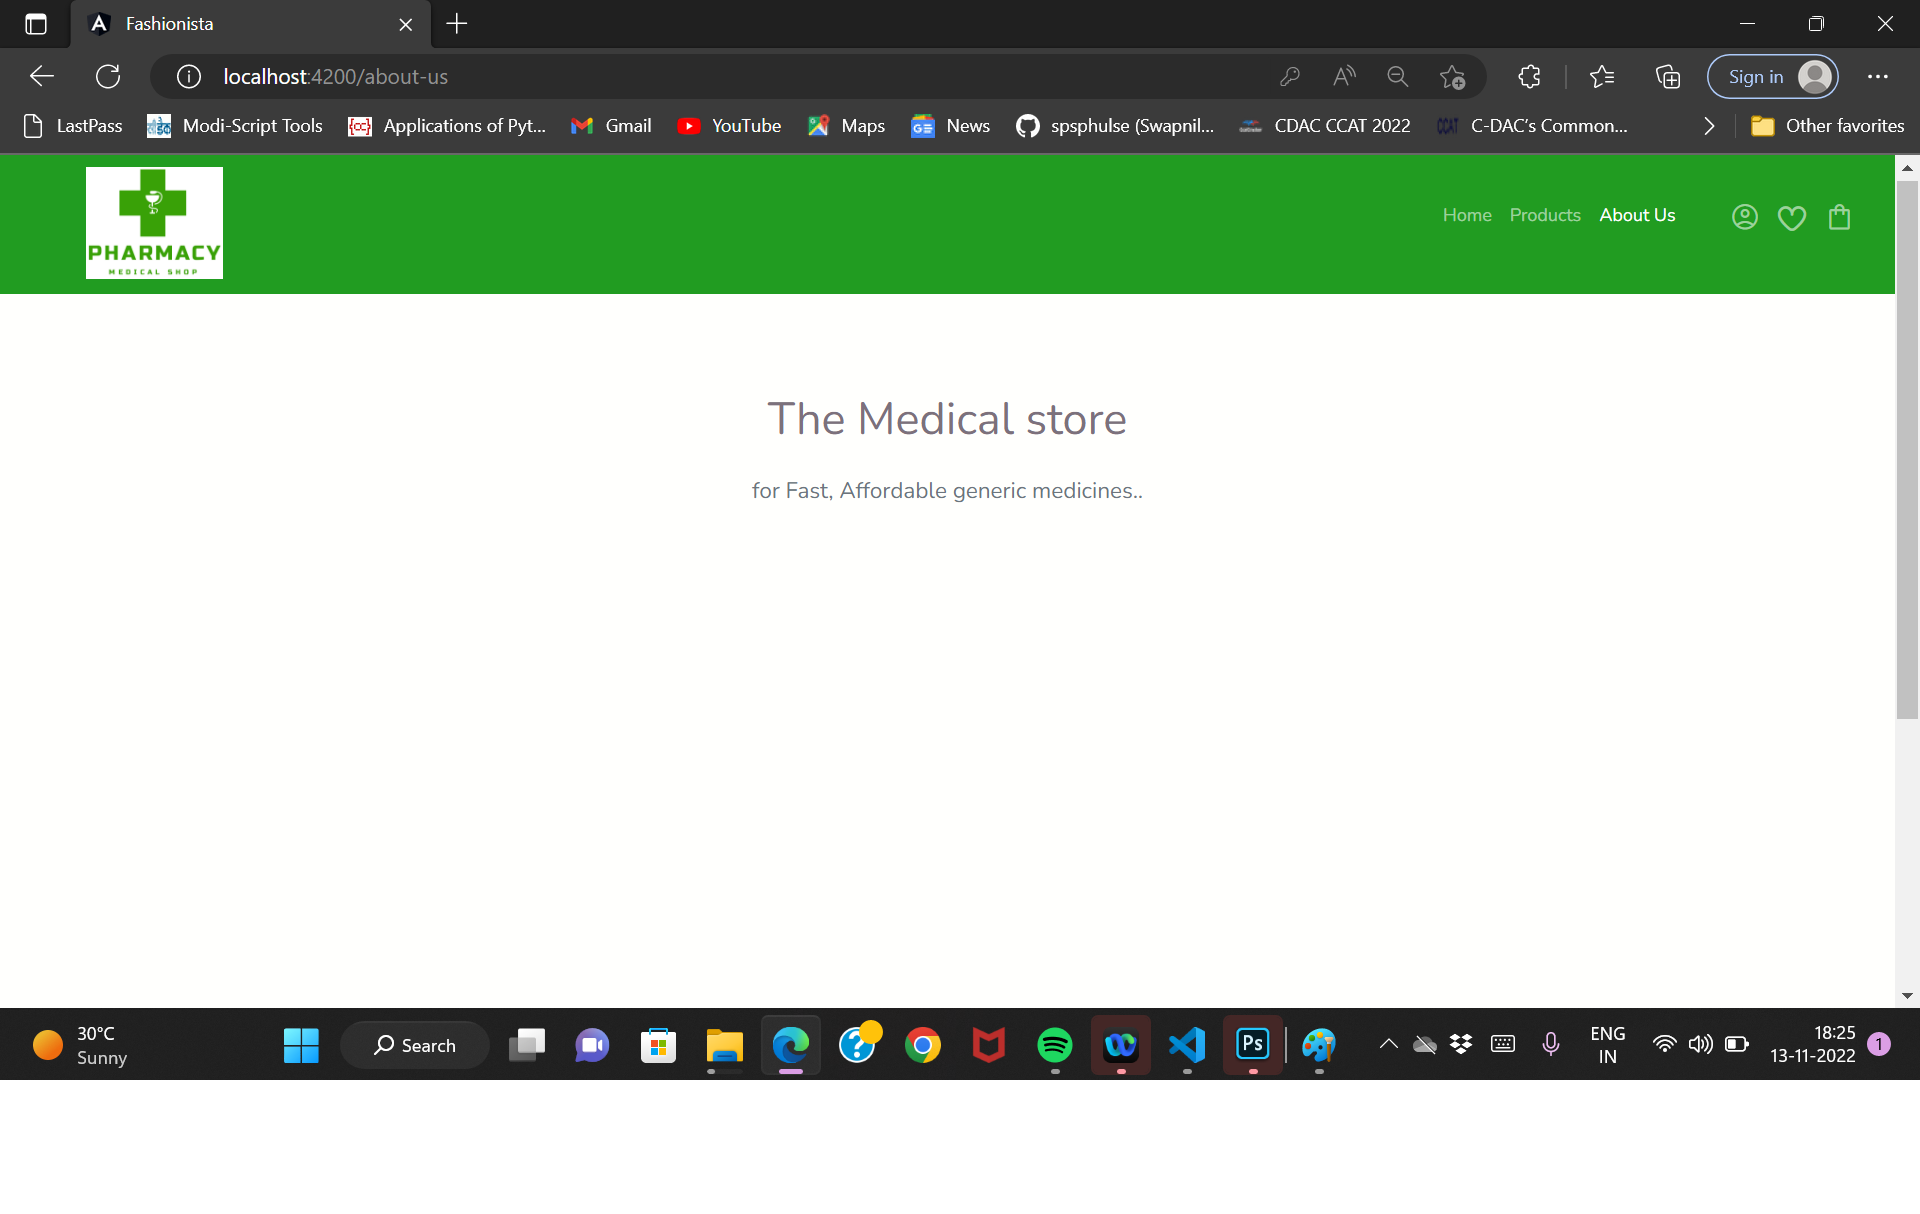 Fashionista
localhost:4200/about-us
Sign in
LastPass
Modi-Script Tools
Applications of Pyt...
Gmail
YouTube
Maps
News
spsphulse (Swapnil...
CDAC CCAT 2022
C-DAC's Common...
Other favorites
PHARMACY
MEDICAL SHOP
Home Products About Us
The Medical store
for Fast, Affordable generic medicines..
30°C
Sunny
Search
Ps
ENG
IN
18:25
13-11-2022
1